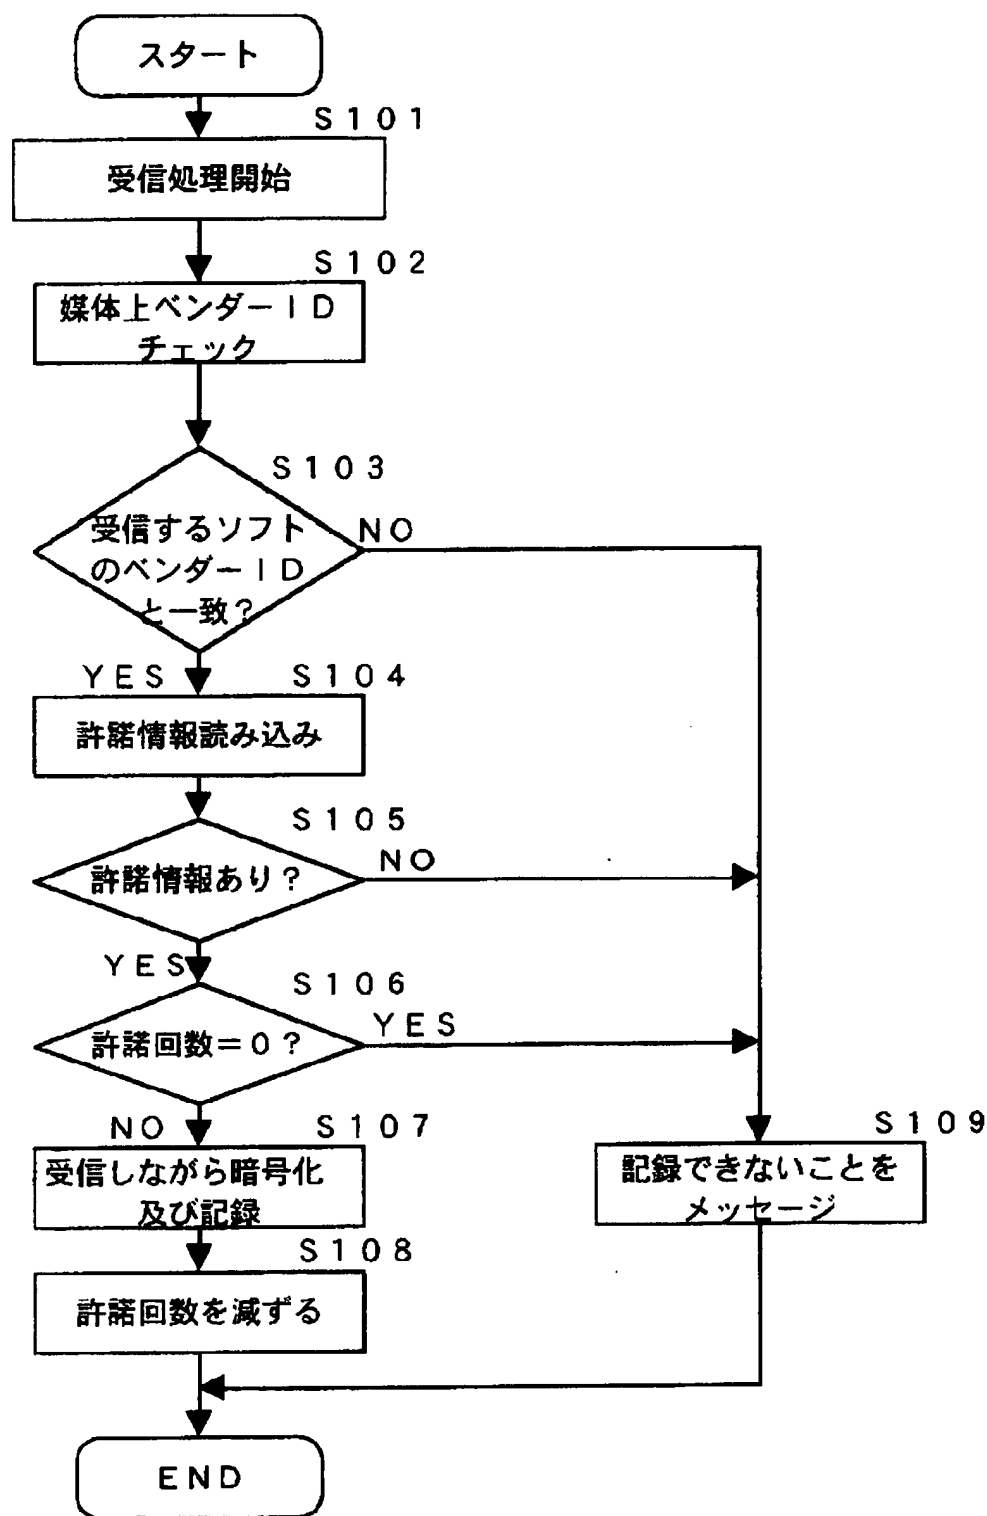 スタート
S101
受信処理開始
S102
媒体上ベンダーID
チェック
S103
受信するソフト
のベンダーID
と一致?
NO
YES
S104
許諾情報読み込み
S105
許諾情報あり?
NO
YES
S106
許諾回数=0?
YES
NO
S107
受信しながら暗号化
及び記録
S109
記録できないことを
メッセージ
S108
許諾回数を減ずる
END